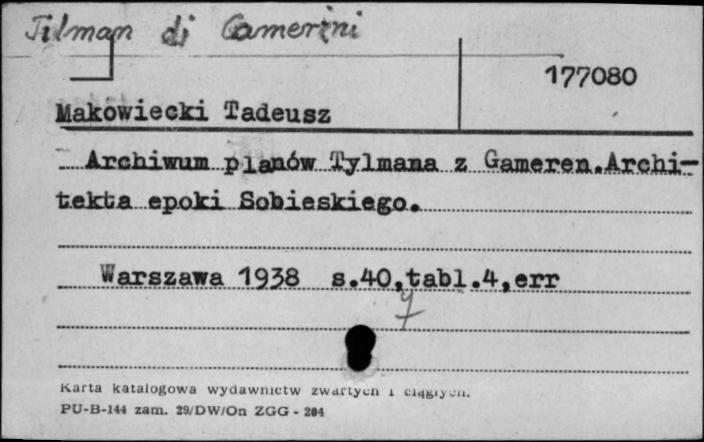 Tilman di Camerini
177080
Makowiecki Tadeusz
Archiwum planów Tylmana z Gameren.Archi-
tekta epoki Sobieskiego.
Warszawa 1938 s.40,tabl.4,err
Karta katalogowa wydawnictw zwartych i ciągłych.
PU-B-144 zam. 29/DW/On ZGG - 204